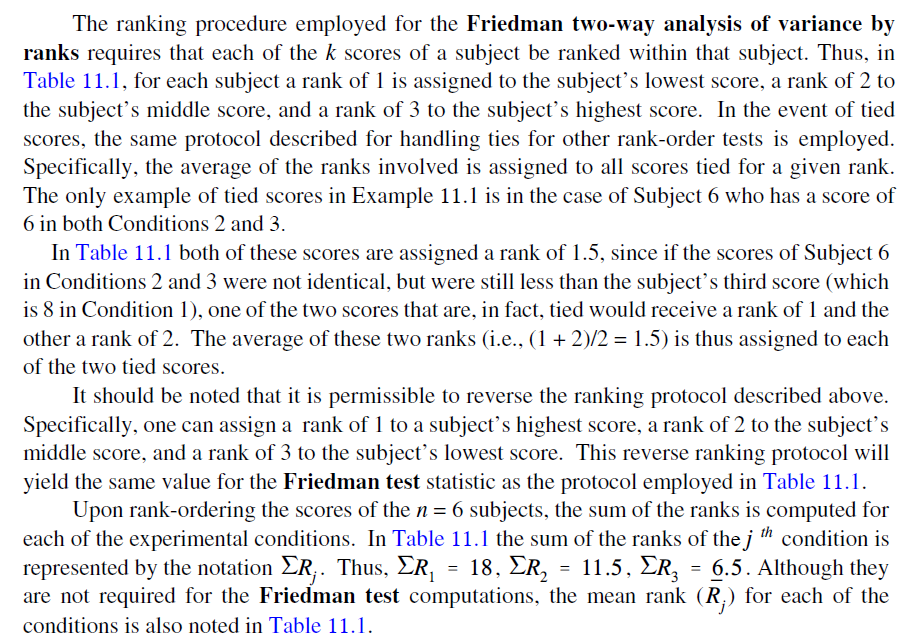 The ranking procedure employed for the Friedman two-way analysis of variance by
ranks requires that each of the k scores of a subject be ranked within that subject. Thus, in
Table 11.1, for each subject a rank of 1 is assigned to the subject's lowest score, a rank of 2 to
the subject's middle score, and a rank of 3 to the subject's highest score. In the event of tied
scores, the same protocol described for handling ties for other rank-order tests is employed.
Specifically, the average of the ranks involved is assigned to all scores tied for a given rank.
The only example of tied scores in Example 11.1 is in the case of Subject 6 who has a score of
6 in both Conditions 2 and 3.
In Table 11.1 both of these scores are assigned a rank of 1.5, since if the scores of Subject 6
in Conditions 2 and 3 were not identical, but were still less than the subject's third score (which
is 8 in Condition 1), one of the two scores that are, in fact, tied would receive a rank of 1 and the
other a rank of 2. The average of these two ranks (i.e., (1 + 2)/2 = 1.5) is thus assigned to each
of the two tied scores.
It should be noted that it is permissible to reverse the ranking protocol described above.
Specifically, one can assign a rank of 1 to a subject's highest score, a rank of 2 to the subject's
middle score, and a rank of 3 to the subject's lowest score. This reverse ranking protocol will
yield the same value for the Friedman test statistic as the protocol employed in Table 11.1.
Upon rank-ordering the scores of the n = 6 subjects, the sum of the ranks is computed for
each of the experimental conditions. In Table 11.1 the sum of the ranks of the j th condition is
represented by the notation ΣR_j. Thus, ΣR₁ = 18, ΣR₂ = 11.5, ΣR₃ = 6.5. Although they
are not required for the Friedman test computations, the mean rank (R̄_j) for each of the
conditions is also noted in Table 11.1.